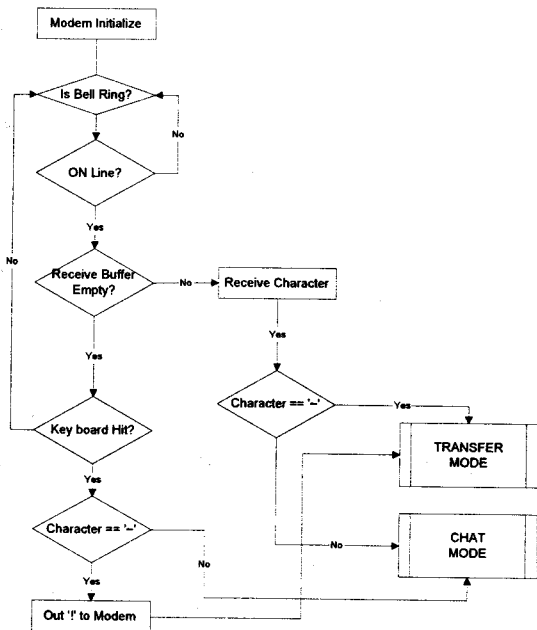 Modem Initialize
Is Bell Ring?
No
ON Line?
Yes
No
Receive Buffer
Empty?
No
Receive Character
Yes
Yes
Character == '~'
Yes
Key board Hit?
TRANSFER
MODE
Yes
Character == '~'
CHAT
MODE
No
No
Yes
Out '!' to Modem